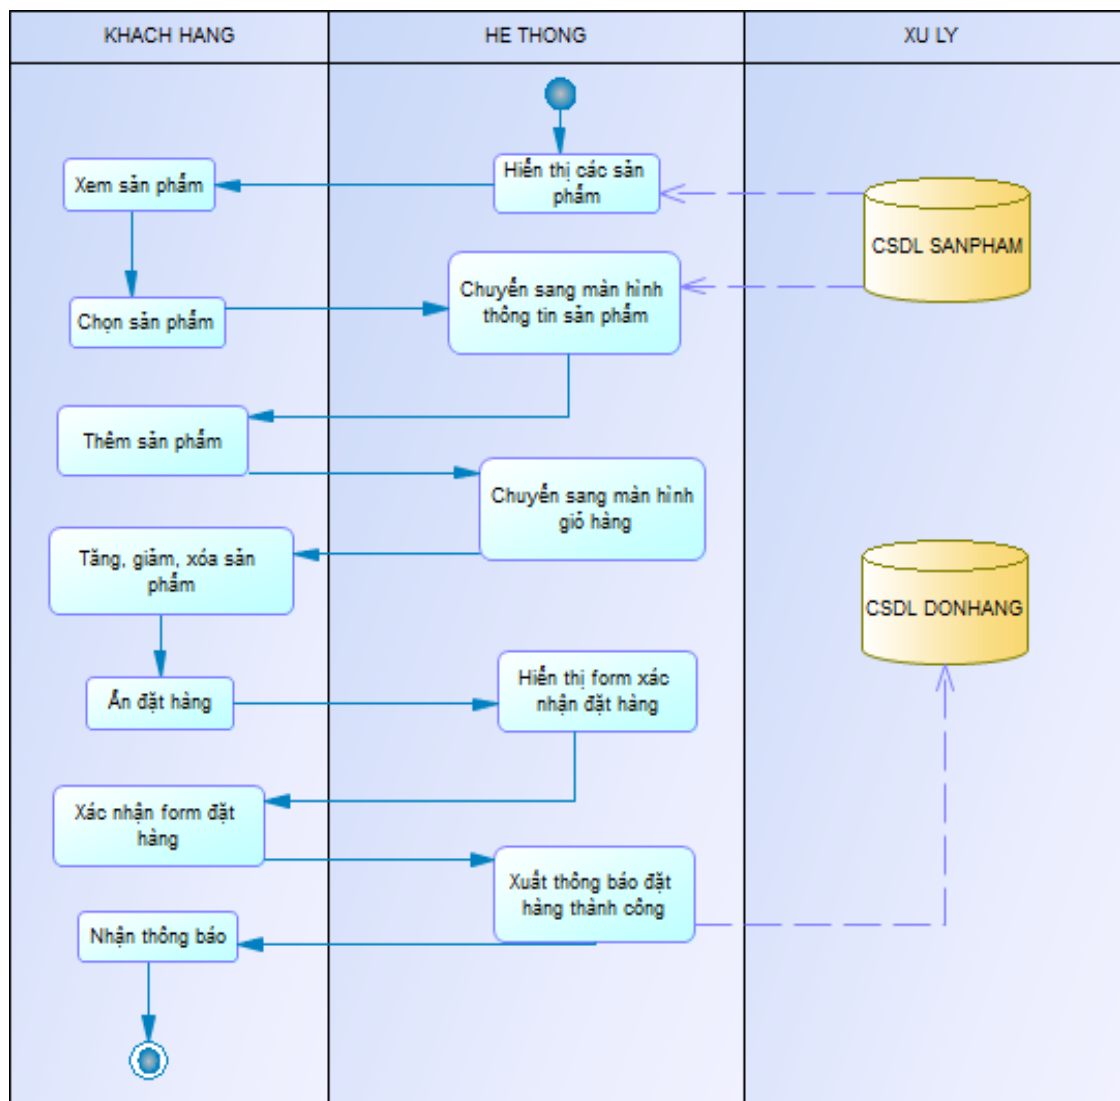 KHACH HANG
HE THONG
XU LY
Hiển thị các sản
phẩm
Xem sản phẩm
CSDL SANPHAM
Chuyển sang màn hình
thông tin sản phẩm
Chọn sản phẩm
Thêm sản phẩm
Chuyển sang màn hình
giỏ hàng
Tăng, giảm, xóa sản
phẩm
CSDL DONHANG
Ấn đặt hàng
Hiển thị form xác
nhận đặt hàng
Xác nhận form đặt
hàng
Xuất thông báo đặt
hàng thành công
Nhận thông báo